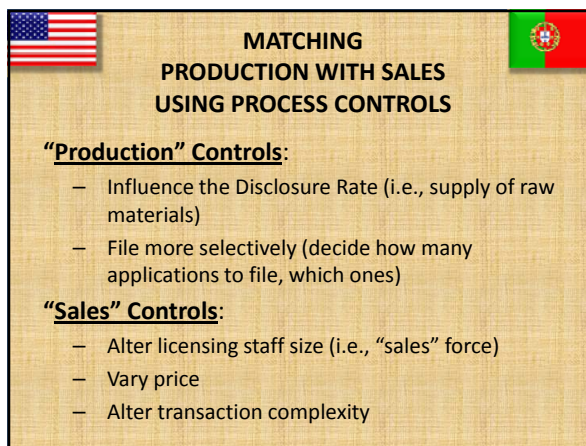 MATCHING
PRODUCTION WITH SALES
USING PROCESS CONTROLS
“Production” Controls:
– Influence the Disclosure Rate (i.e., supply of raw
materials)
– File more selectively (decide how many
applications to file, which ones)
“Sales” Controls:
– Alter licensing staff size (i.e., “sales” force)
– Vary price
– Alter transaction complexity